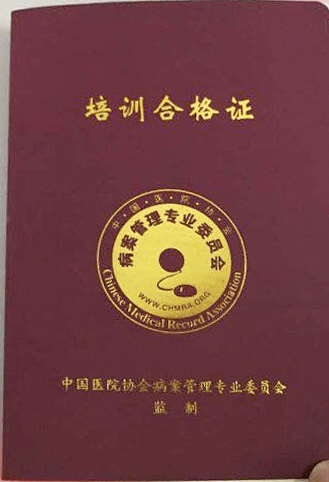 培训合格证
中·国·医·院·协·会
病案管理专业委员会
WWW.CHMRA.ORG
Chinese Medical Record Association
中国医院协会病案管理专业委员会
监 制